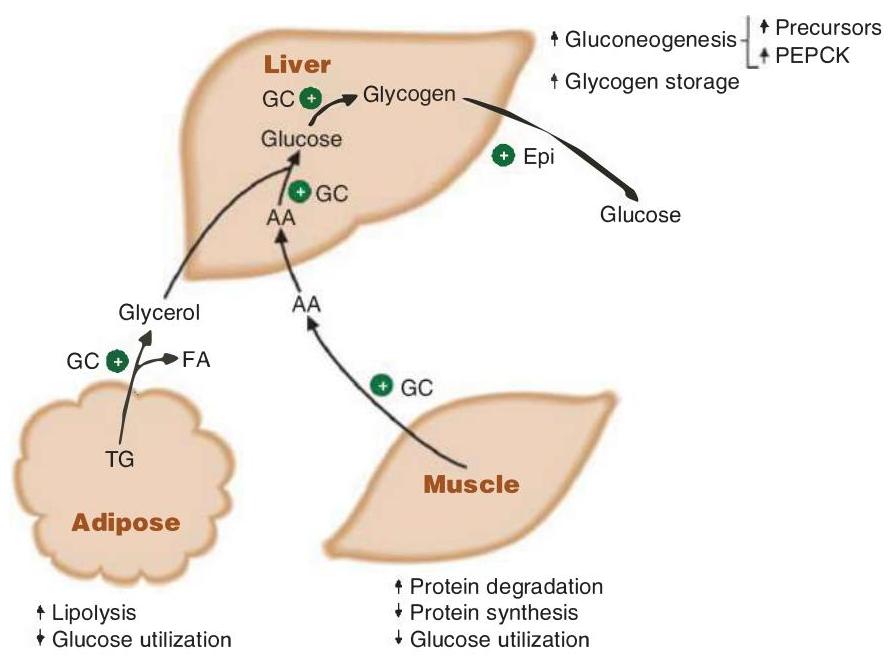 ↑ Gluconeogenesis
↑ Precursors
↑ PEPCK
↑ Glycogen storage
Liver
GC + Glycogen
Glucose
+ GC
AA
+ Epi
Glucose
AA
Glycerol
GC + FA
TG
Adipose
+ GC
Muscle
↑ Lipolysis
↓ Glucose utilization
↑ Protein degradation
↓ Protein synthesis
↓ Glucose utilization